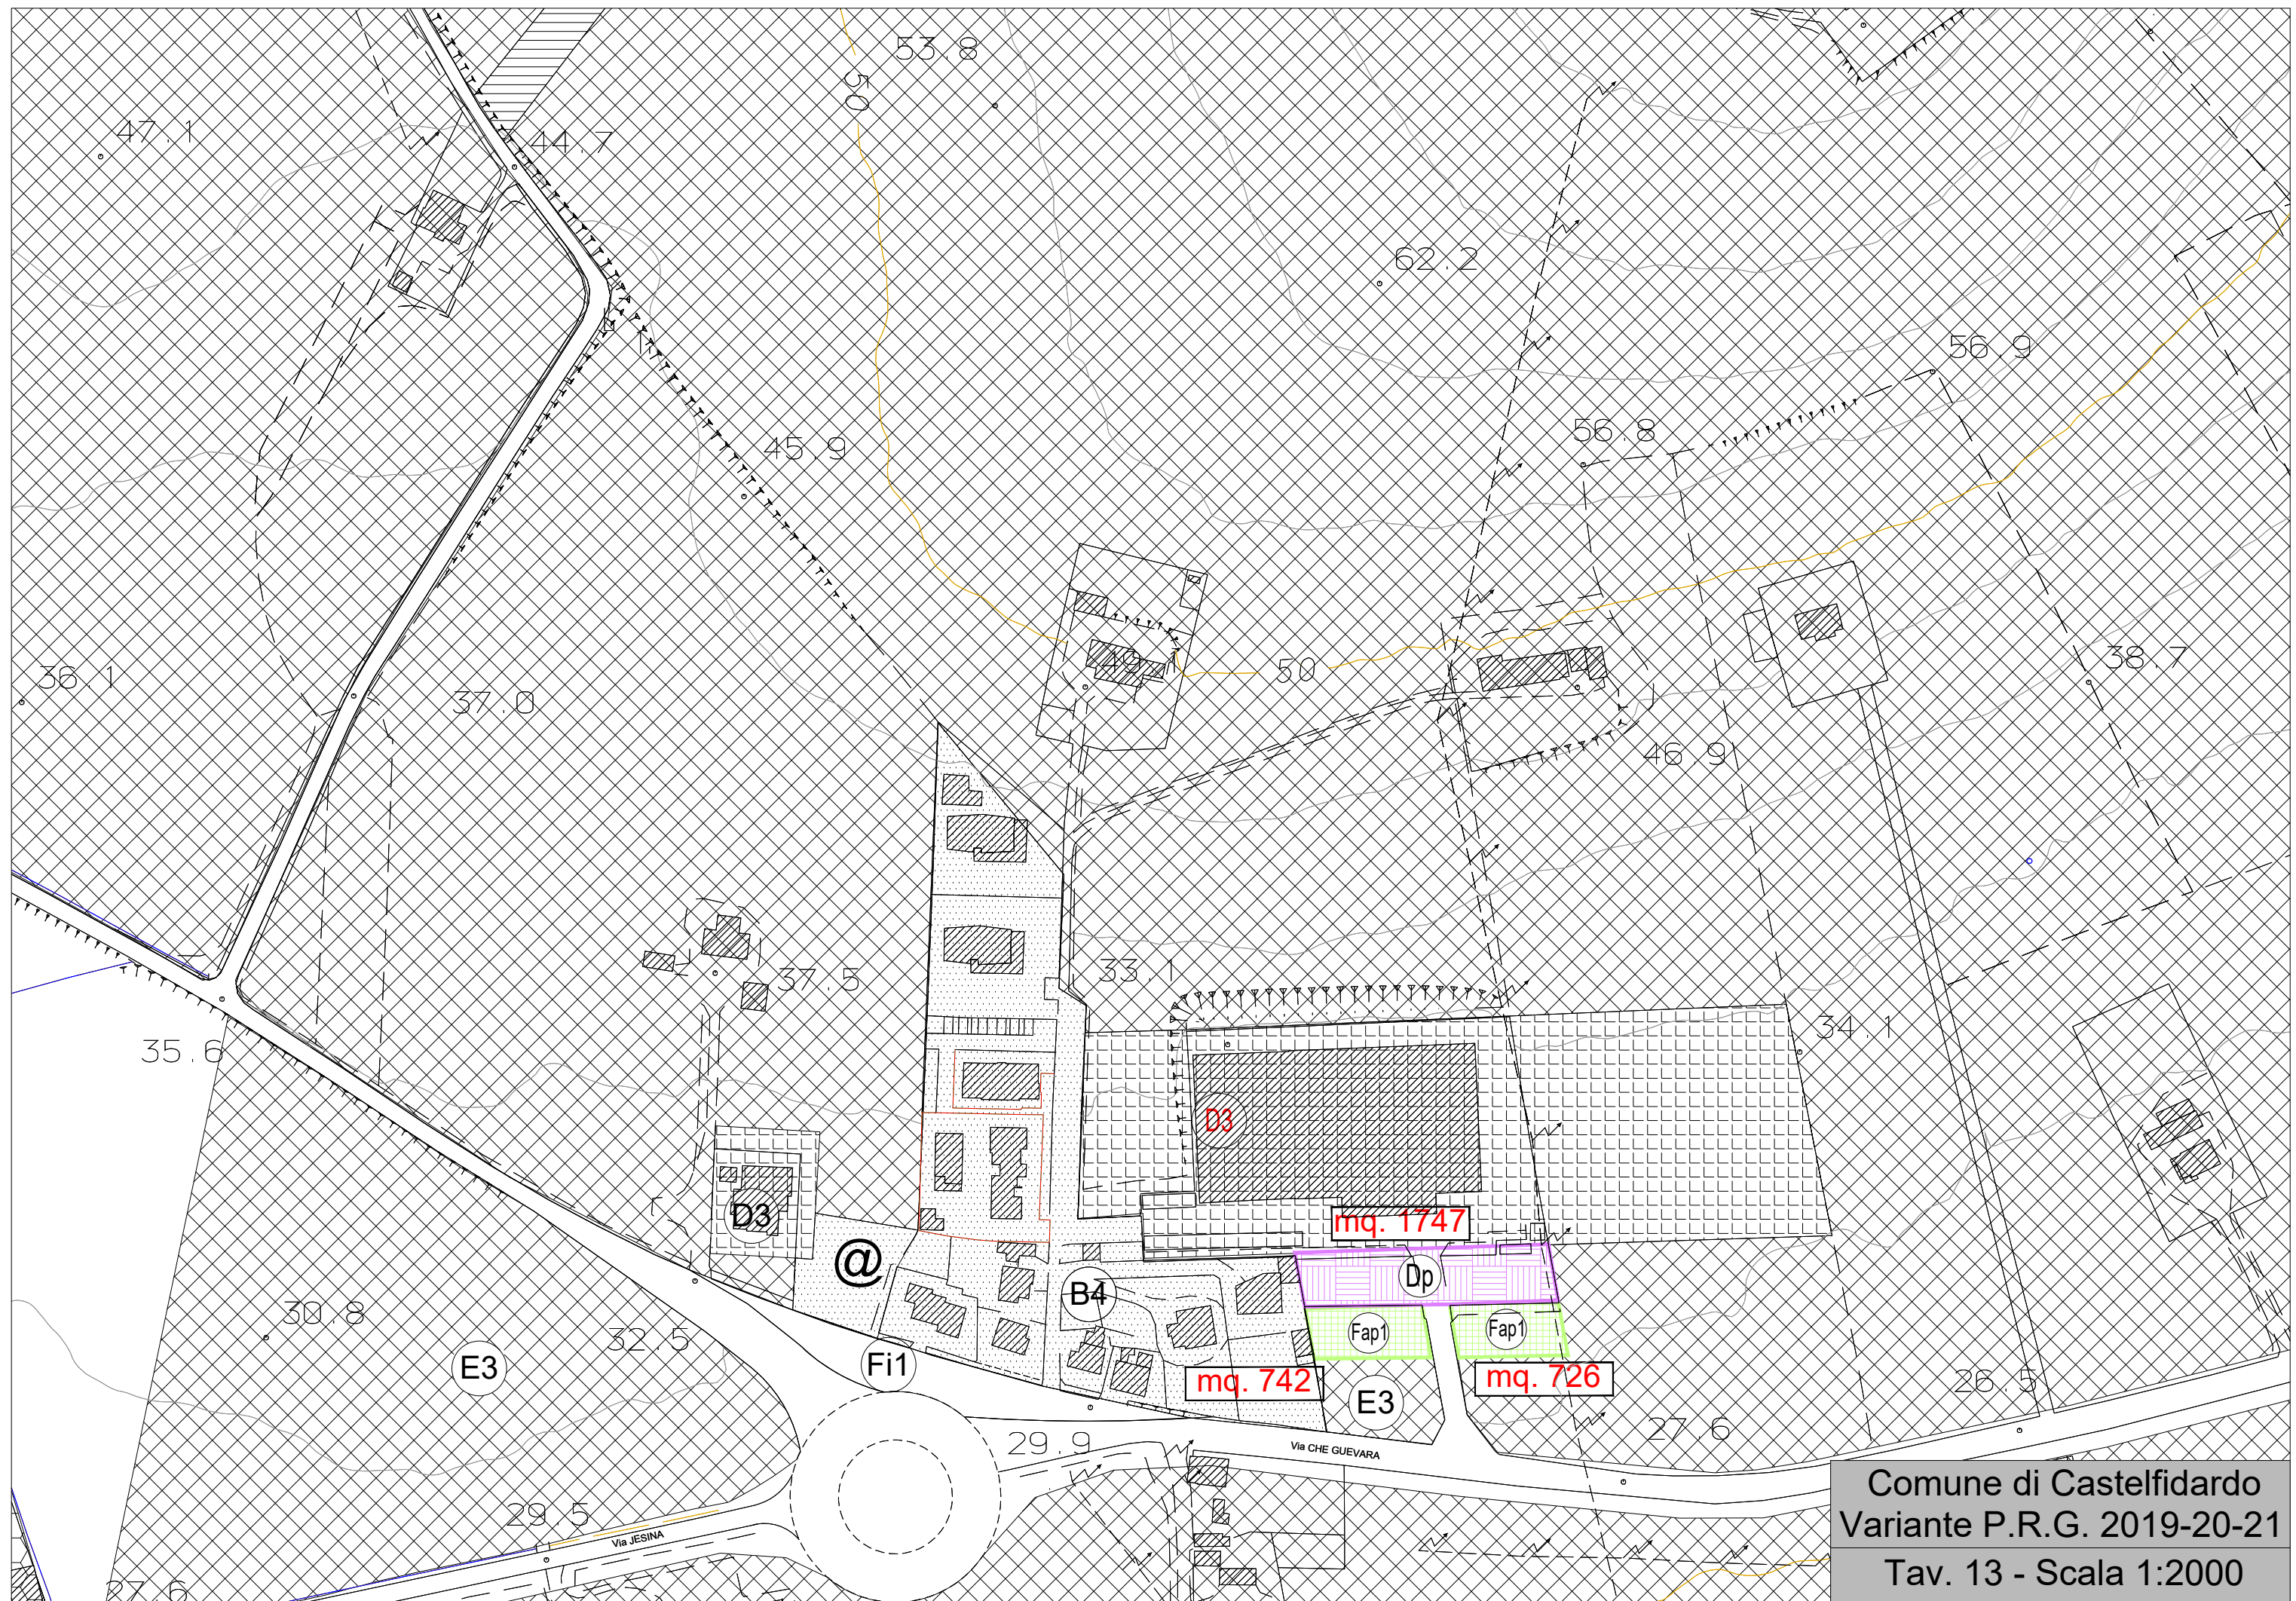 53.8
50
47.1
44.7
62.2
56.9
56.8
45.9
36.1
37.0
49.1
50
38.7
46.9
33.1
37.5
34.1
35.6
D3
D3
mq. 1747
@
Dp
B4
30.8
32.5
Fap1
Fap1
Fi1
E3
mq. 742
mq. 726
E3
26.5
27.6
29.9
Via CHE GUEVARA
29.5
Via JESINA
27.6
Comune di Castelfidardo
Variante P.R.G. 2019-20-21
Tav. 13 - Scala 1:2000